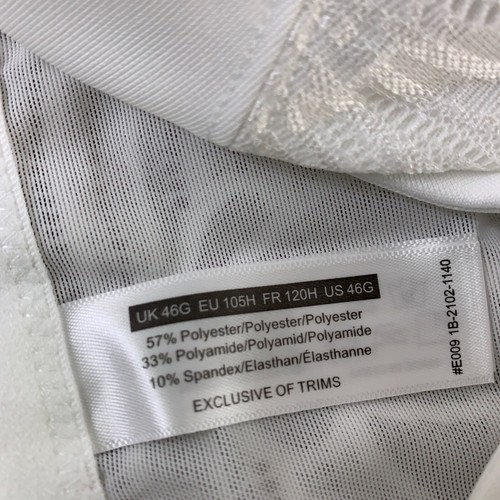 UK 46G EU 105H FR 120H US 46G
57% Polyester/Polyester/Polyester
33% Polyamide/Polyamid/Polyamide
10% Spandex/Elasthan/Élasthanne
EXCLUSIVE OF TRIMS
#E009 1B-2102-1140